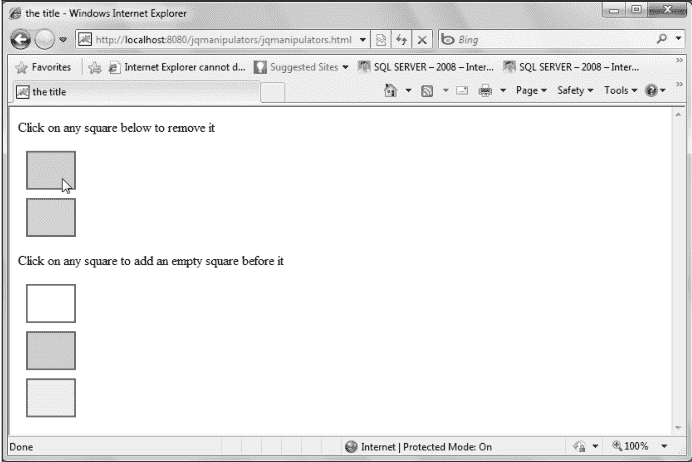 the title - Windows Internet Explorer
http://localhost:8080/jqmanipulators/jqmanipulators.html
Bing
Favorites
Internet Explorer cannot d...
Suggested Sites
SQL SERVER – 2008 – Inter...
SQL SERVER – 2008 – Inter...
the title
Page
Safety
Tools
Click on any square below to remove it
Click on any square to add an empty square before it
Done
Internet | Protected Mode: On
100%